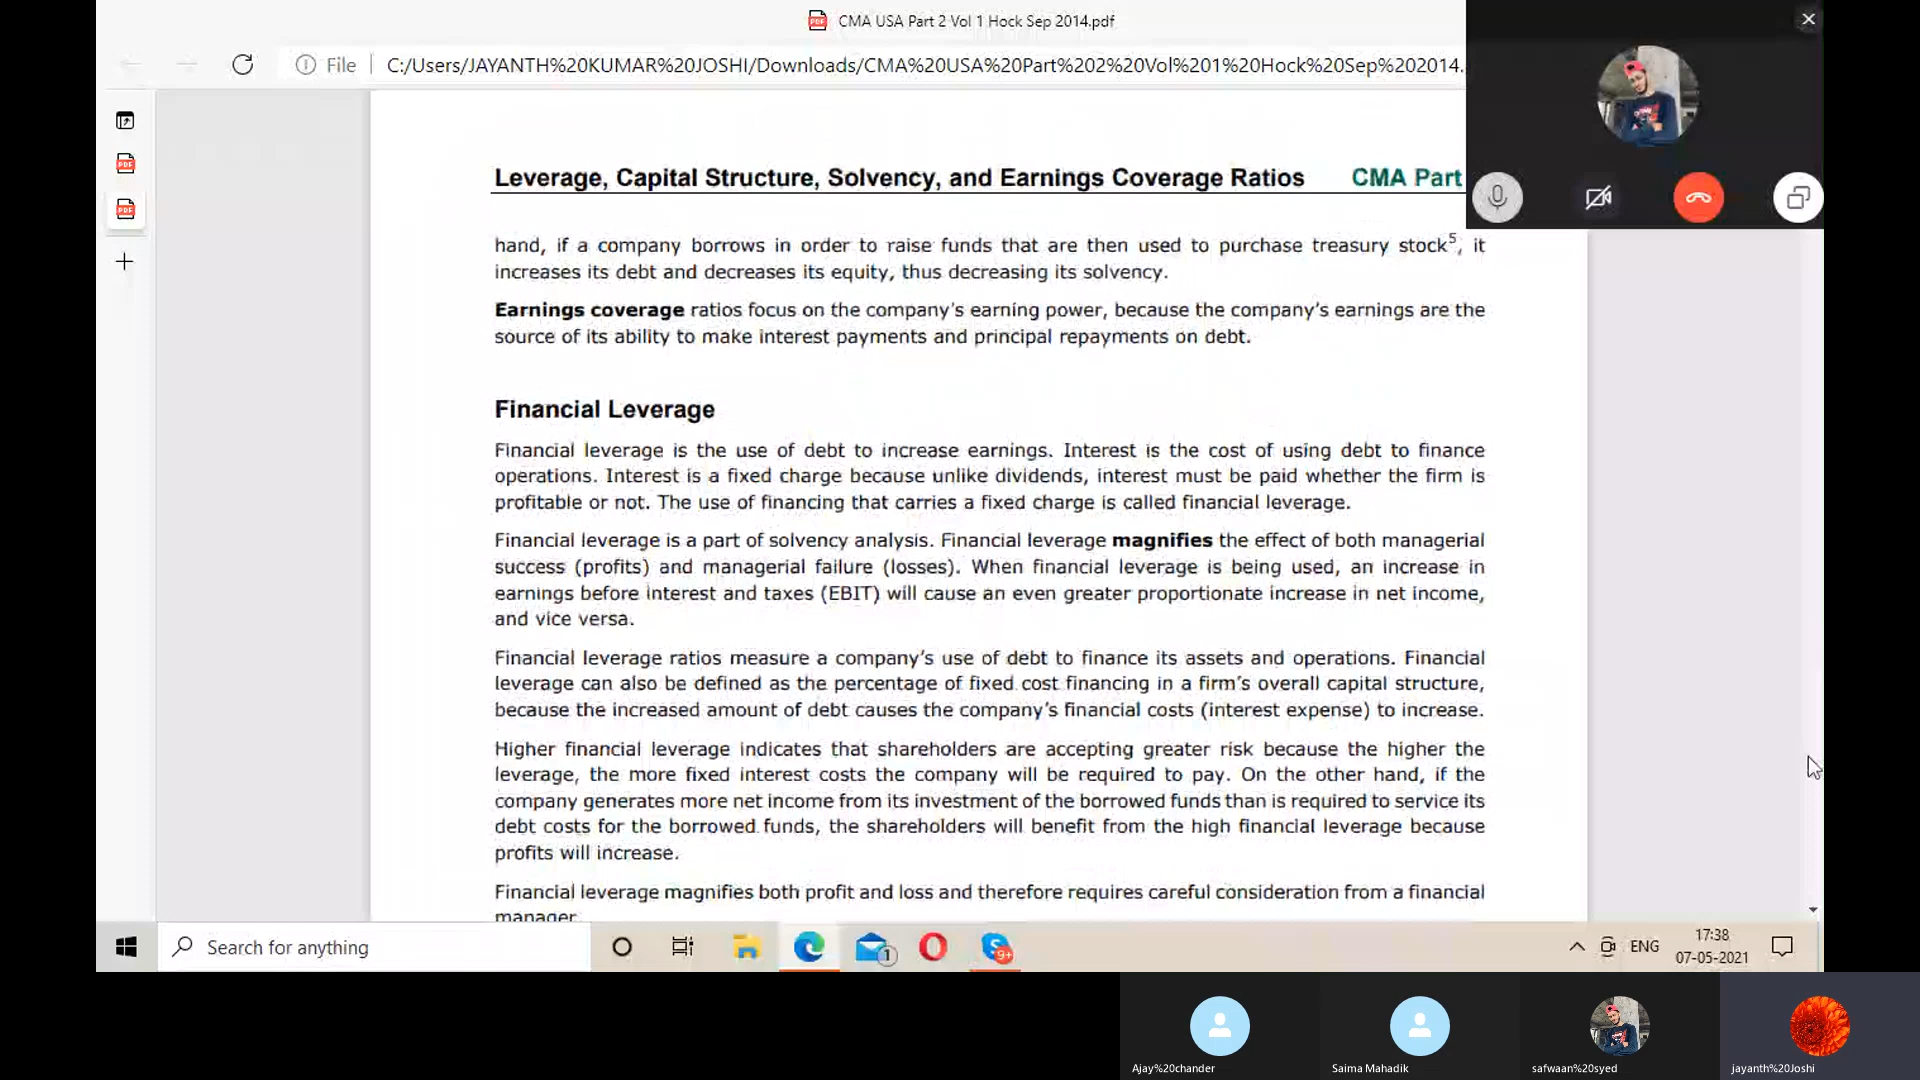 CMA USA Part 2 Vol 1 Hock Sep 2014.pdf
File
C:/Users/JAYANTH%20KUMAR%20JOSHI/Downloads/CMA%20USA%20Part%202%20Vol%201%20Hock%20Sep%202014.
Leverage, Capital Structure, Solvency, and Earnings Coverage Ratios CMA Part
hand, if a company borrows in order to raise funds that are then used to purchase treasury stock⁵, it
increases its debt and decreases its equity, thus decreasing its solvency.
Earnings coverage ratios focus on the company's earning power, because the company's earnings are the
source of its ability to make interest payments and principal repayments on debt.
Financial Leverage
Financial leverage is the use of debt to increase earnings. Interest is the cost of using debt to finance
operations. Interest is a fixed charge because unlike dividends, interest must be paid whether the firm is
profitable or not. The use of financing that carries a fixed charge is called financial leverage.
Financial leverage is a part of solvency analysis. Financial leverage magnifies the effect of both managerial
success (profits) and managerial failure (losses). When financial leverage is being used, an increase in
earnings before interest and taxes (EBIT) will cause an even greater proportionate increase in net income,
and vice versa.
Financial leverage ratios measure a company's use of debt to finance its assets and operations. Financial
leverage can also be defined as the percentage of fixed cost financing in a firm's overall capital structure,
because the increased amount of debt causes the company's financial costs (interest expense) to increase.
Higher financial leverage indicates that shareholders are accepting greater risk because the higher the
leverage, the more fixed interest costs the company will be required to pay. On the other hand, if the
company generates more net income from its investment of the borrowed funds than is required to service its
debt costs for the borrowed funds, the shareholders will benefit from the high financial leverage because
profits will increase.
Financial leverage magnifies both profit and loss and therefore requires careful consideration from a financial
manager.
Search for anything
1
9+
ENG
17:38
07-05-2021
Ajay%20chander
Saima Mahadik
safwaan%20syed
jayanth%20Joshi